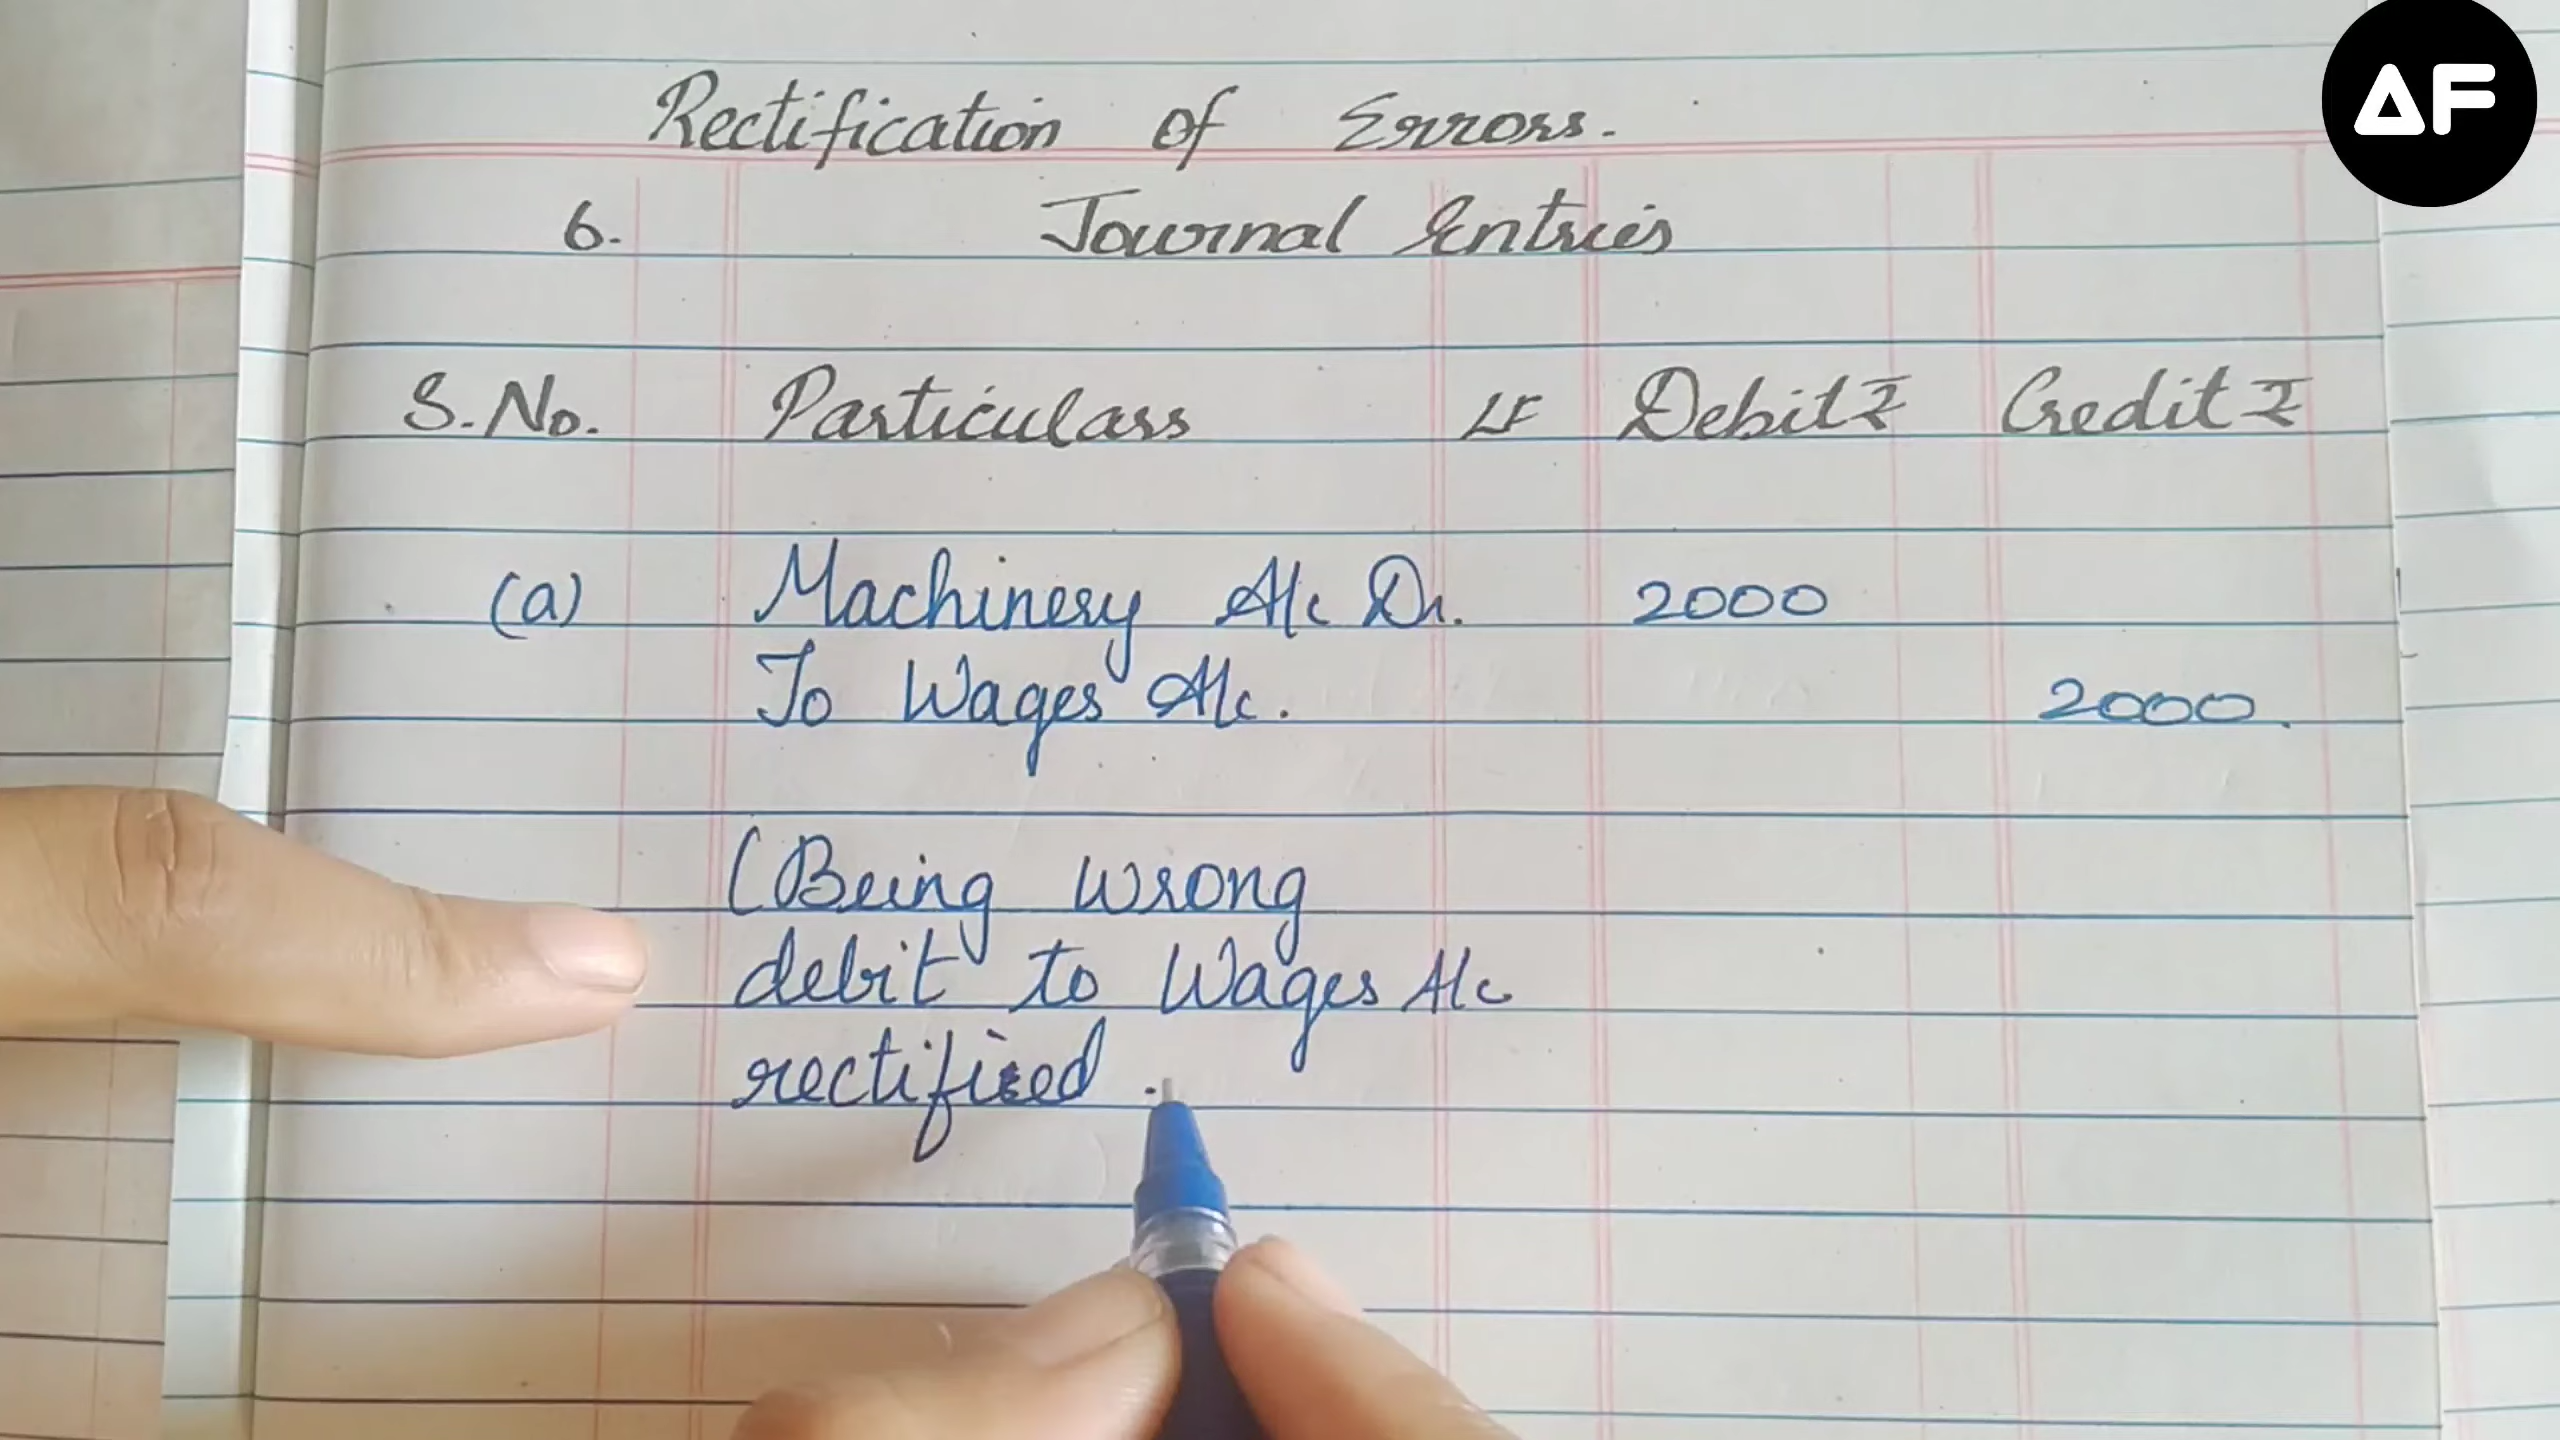 AF
Rectification of Errors.
6. Journal Entries
S.No. Particulars LF Debit ₹ Credit ₹
(a) Machinery A/c Dr. 2000
To Wages A/c. 2000.
(Being wrong
debit to Wages A/c
rectified.